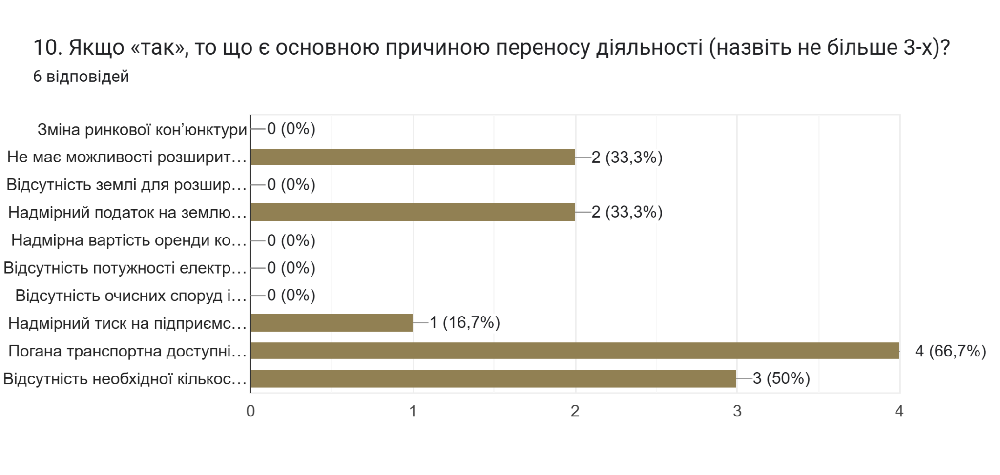 10. Якщо «так», то що є основною причиною переносу діяльності (назвіть не більше 3-х)?
6 відповідей
Зміна ринкової кон’юнктури 0 (0%)
Не має можливості розширит… 2 (33,3%)
Відсутність землі для розшир… 0 (0%)
Надмірний податок на землю… 2 (33,3%)
Надмірна вартість оренди ко… 0 (0%)
Відсутність потужності електр… 0 (0%)
Відсутність очисних споруд і… 0 (0%)
Надмірний тиск на підприємс… 1 (16,7%)
Погана транспортна доступні… 4 (66,7%)
Відсутність необхідної кількос… 3 (50%)
0 1 2 3 4